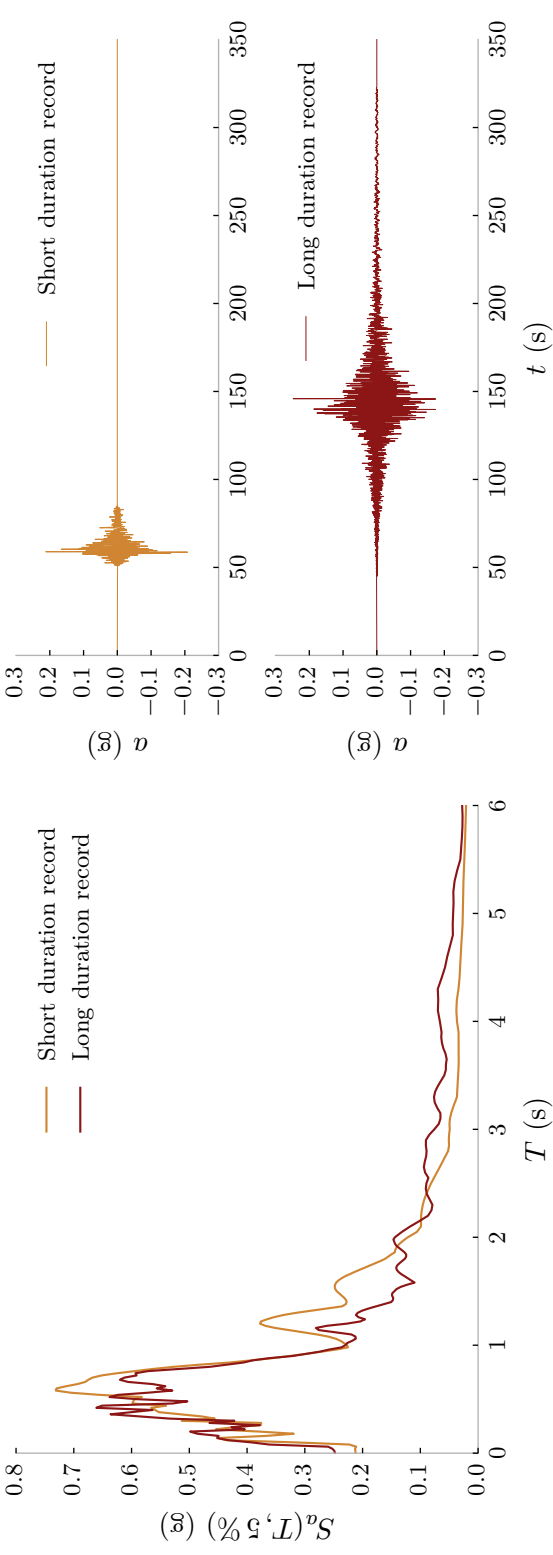 0.8
0.7
0.6
0.5
0.4
0.3
0.2
0.1
0.0
S_a(T, 5 %) (g)
0 1 2 3 4 5 6
T (s)
Short duration record
Long duration record
0.3
0.2
0.1
0.0
−0.1
−0.2
−0.3
a (g)
0 50 100 150 200 250 300 350
Short duration record
0.3
0.2
0.1
0.0
−0.1
−0.2
−0.3
a (g)
0 50 100 150 200 250 300 350
t (s)
Long duration record